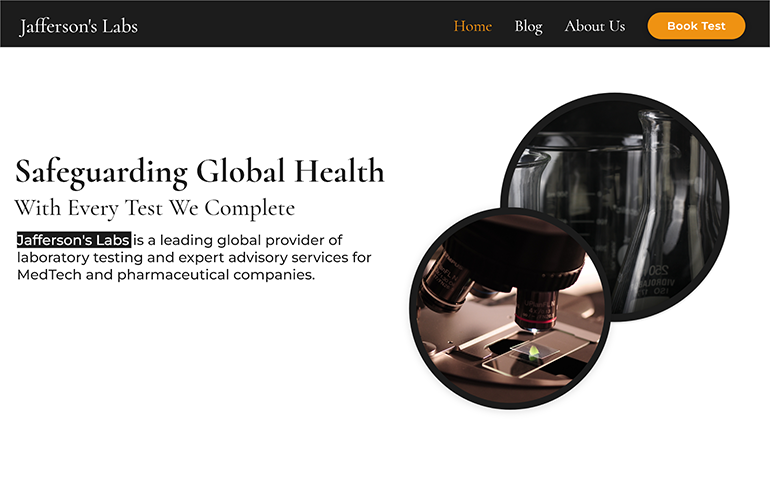 Jafferson's Labs
Home Blog About Us Book Test
Safeguarding Global Health
With Every Test We Complete
Jafferson's Labs is a leading global provider of
laboratory testing and expert advisory services for
MedTech and pharmaceutical companies.
250